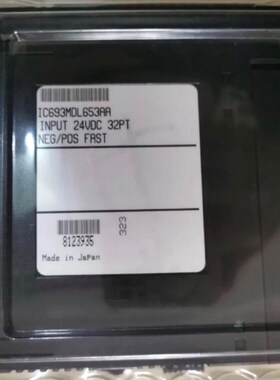 IC693MDL653AA
INPUT 24VDC 32PT
NEG/POS FAST
8123935
323
Made in Japan